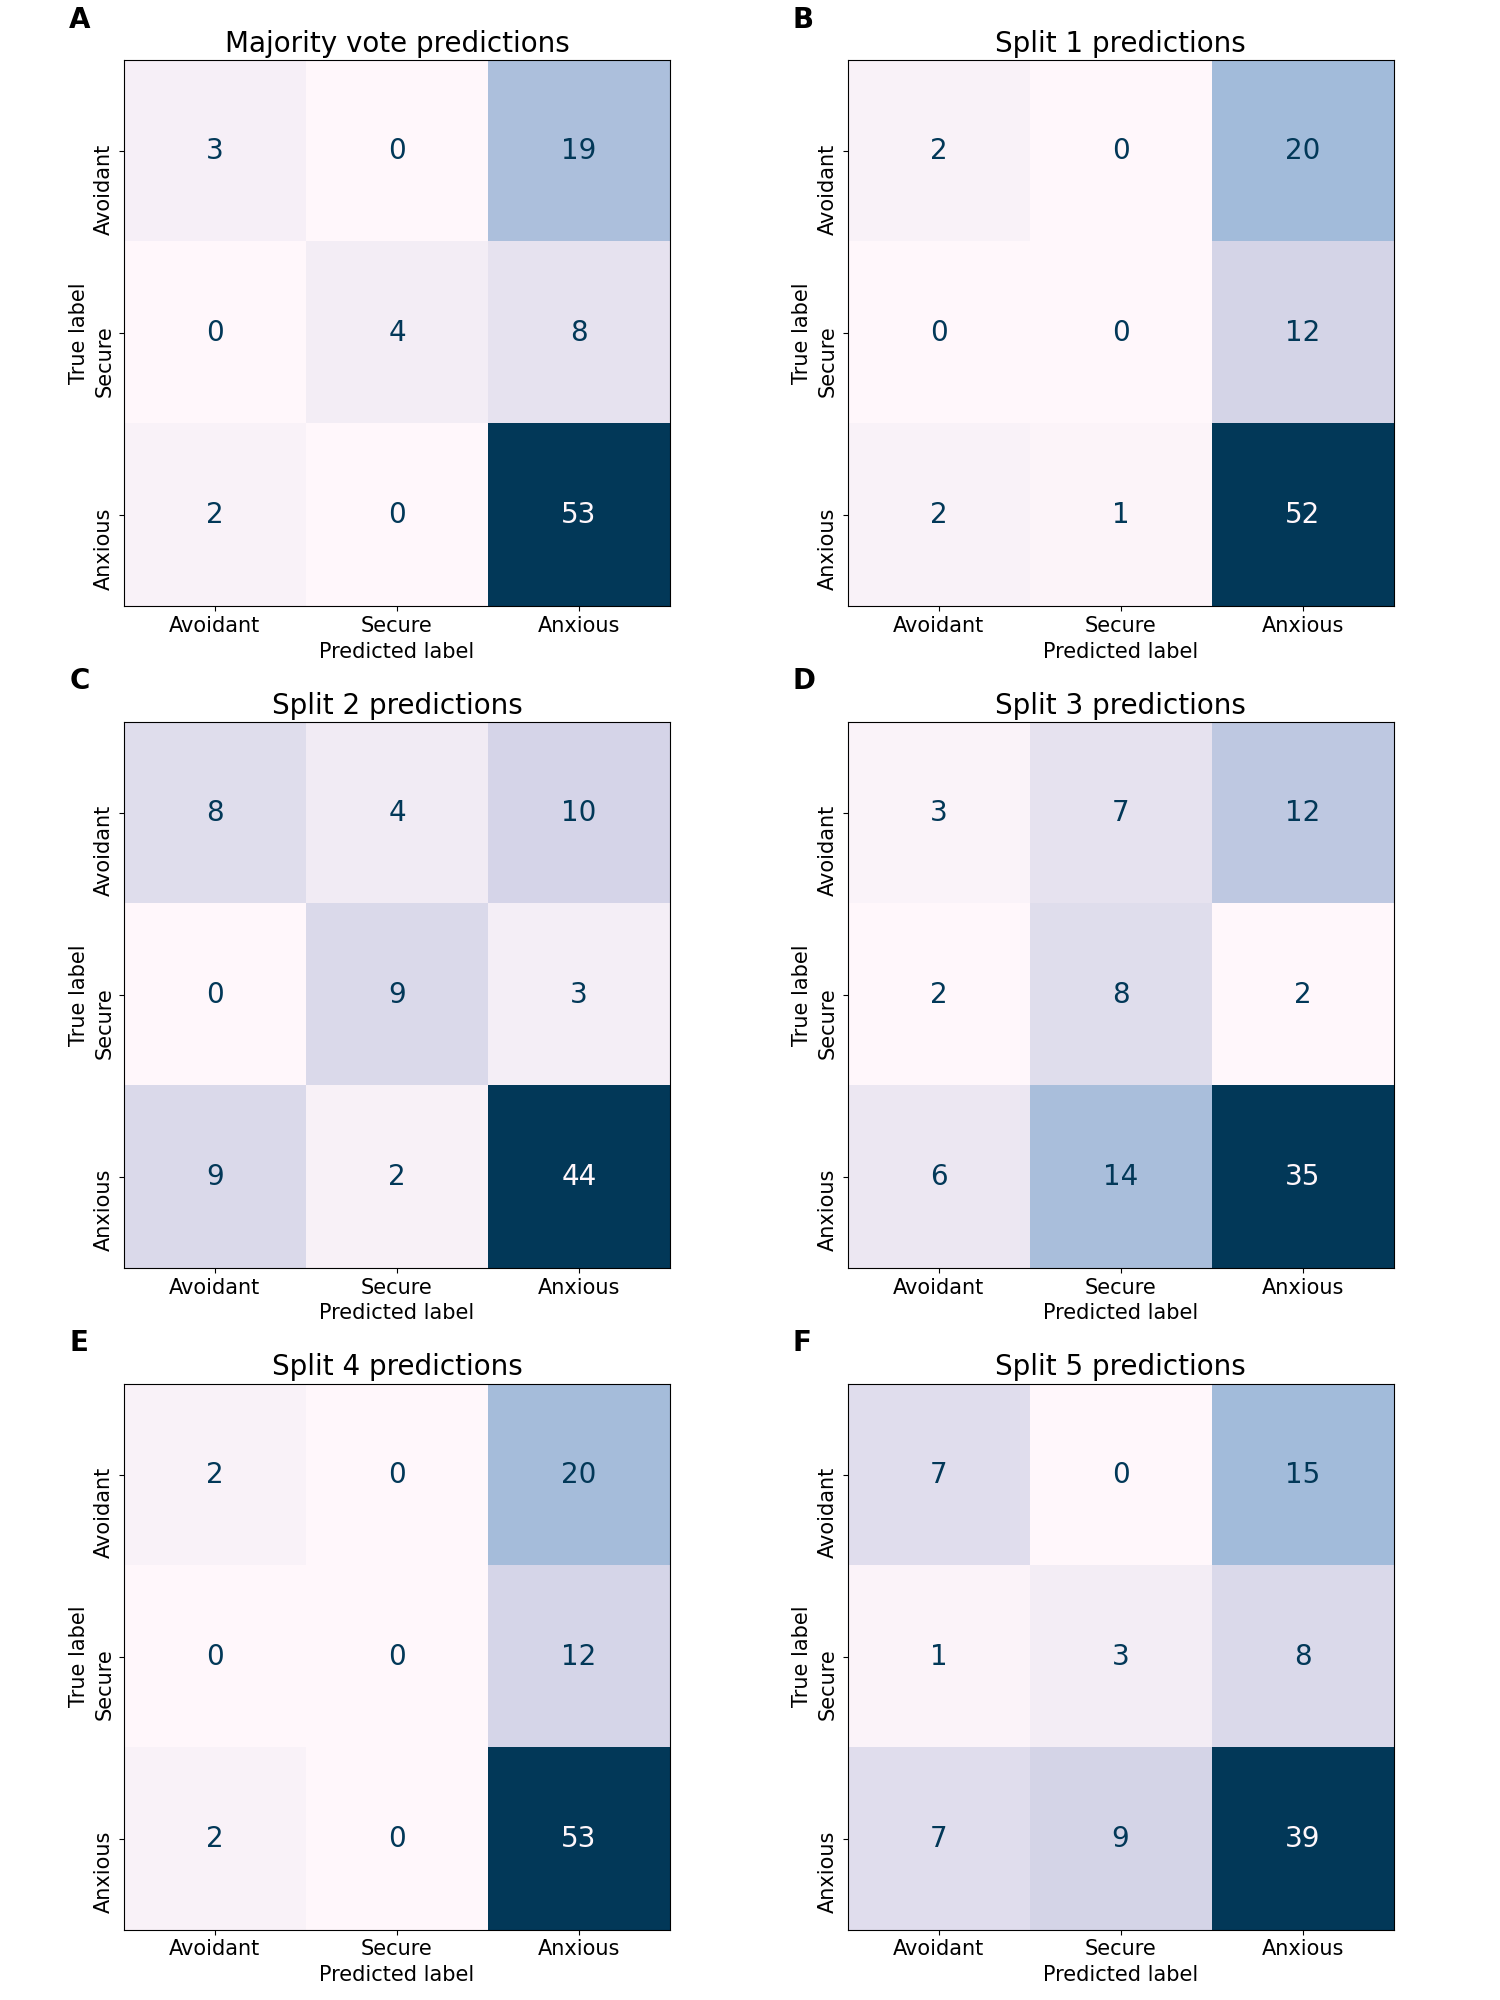 A
Majority vote predictions
True label
Avoidant
3 0 19
Secure
0 4 8
Anxious
2 0 53
Avoidant Secure Anxious
Predicted label
B
Split 1 predictions
True label
Avoidant
2 0 20
Secure
0 0 12
Anxious
2 1 52
Avoidant Secure Anxious
Predicted label
C
Split 2 predictions
True label
Avoidant
8 4 10
Secure
0 9 3
Anxious
9 2 44
Avoidant Secure Anxious
Predicted label
D
Split 3 predictions
True label
Avoidant
3 7 12
Secure
2 8 2
Anxious
6 14 35
Avoidant Secure Anxious
Predicted label
E
Split 4 predictions
True label
Avoidant
2 0 20
Secure
0 0 12
Anxious
2 0 53
Avoidant Secure Anxious
Predicted label
F
Split 5 predictions
True label
Avoidant
7 0 15
Secure
1 3 8
Anxious
7 9 39
Avoidant Secure Anxious
Predicted label